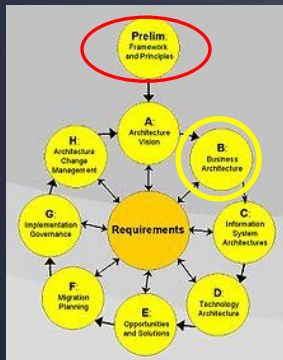 Prelim:
Framework
and Principles
A:
Architecture
Vision
H:
Architecture
Change
Management
B:
Business
Architecture
G:
Implementation
Governance
Requirements
C:
Information
System
Architectures
F:
Migration
Planning
D:
Technology
Architecture
E:
Opportunities
and Solutions